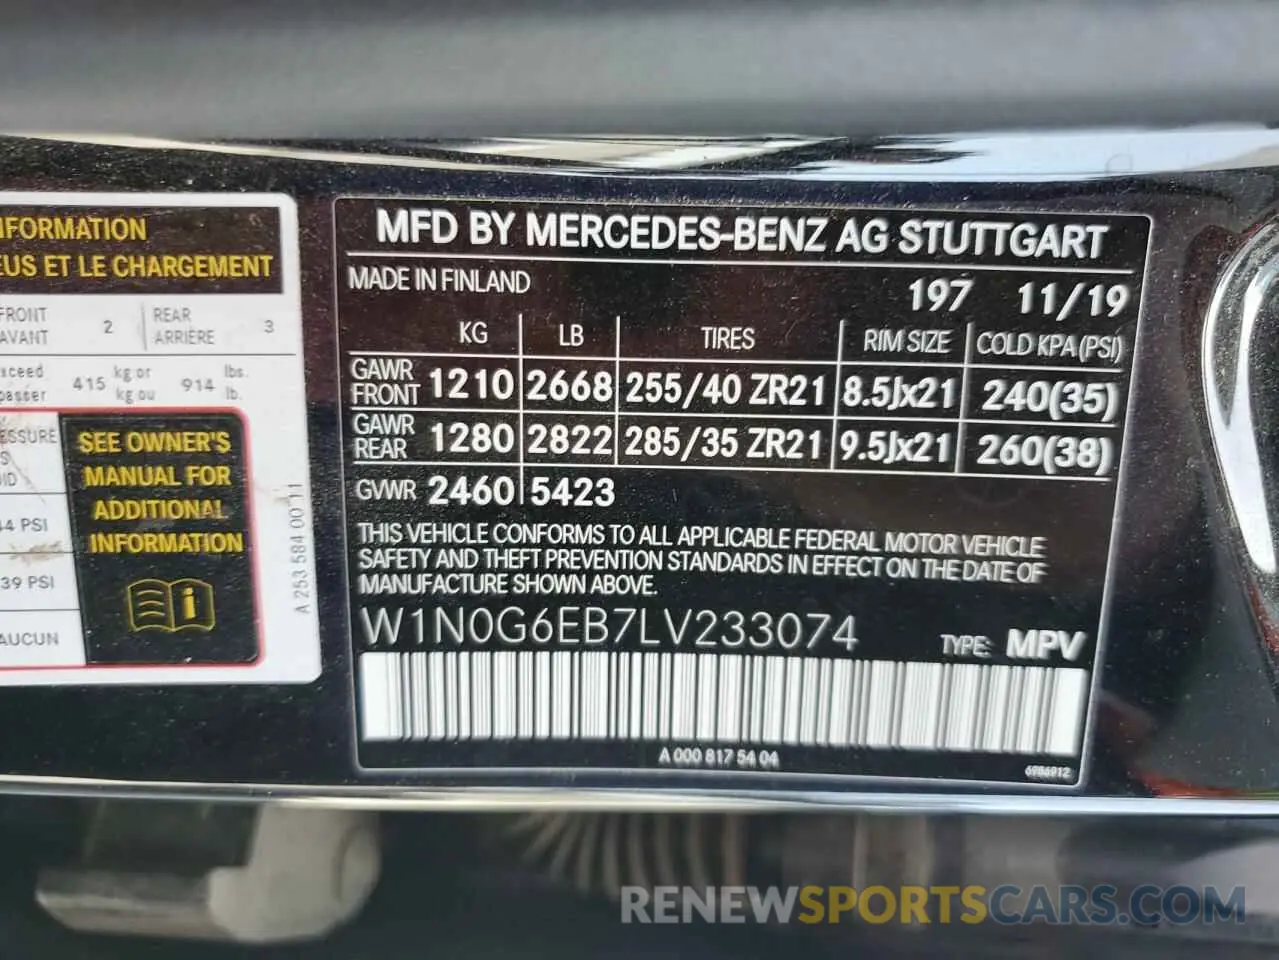 INFORMATION
EUS ET LE CHARGEMENT
FRONT
AVANT
2
REAR
ARRIÈRE
3
415 kg or
kg ou
914 lbs.
lb.
PSI
39 PSI
AUCUN
SEE OWNER'S
MANUAL FOR
ADDITIONAL
INFORMATION
A 253 584 00 11
MFD BY MERCEDES-BENZ AG STUTTGART
MADE IN FINLAND
197 11/19
KG LB TIRES RIM SIZE COLD KPA(PSI)
GAWR
FRONT 1210 2668 255/40 ZR21 8.5Jx21 240(35)
GAWR
REAR 1280 2822 285/35 ZR21 9.5Jx21 260(38)
GVWR 2460 5423
THIS VEHICLE CONFORMS TO ALL APPLICABLE FEDERAL MOTOR VEHICLE
SAFETY AND THEFT PREVENTION STANDARDS IN EFFECT ON THE DATE OF
MANUFACTURE SHOWN ABOVE.
W1N0G6EB7LV233074
TYPE: MPV
A 000 817 54 04
6986912
RENEWSPORTSCARS.COM